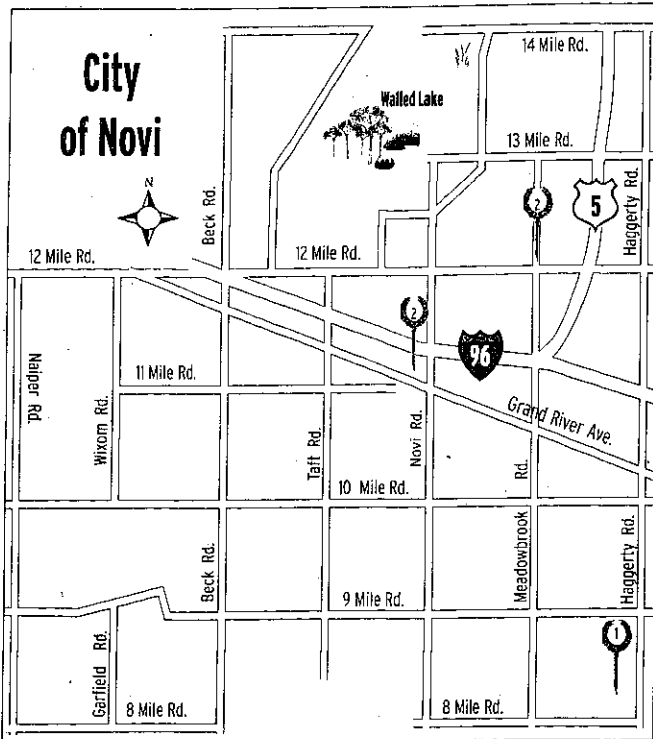 City
of Novi
N
14 Mile Rd.
Walled Lake
13 Mile Rd.
Beck Rd.
2
5
Haggerty Rd.
12 Mile Rd.
12 Mile Rd.
2
96
Naiper Rd.
Wixom Rd.
11 Mile Rd.
Taft Rd.
Novi Rd.
Grand River Ave.
Rd.
10 Mile Rd.
Meadowbrook
Beck Rd.
Haggerty Rd.
9 Mile Rd.
1
Garfield Rd.
8 Mile Rd.
8 Mile Rd.